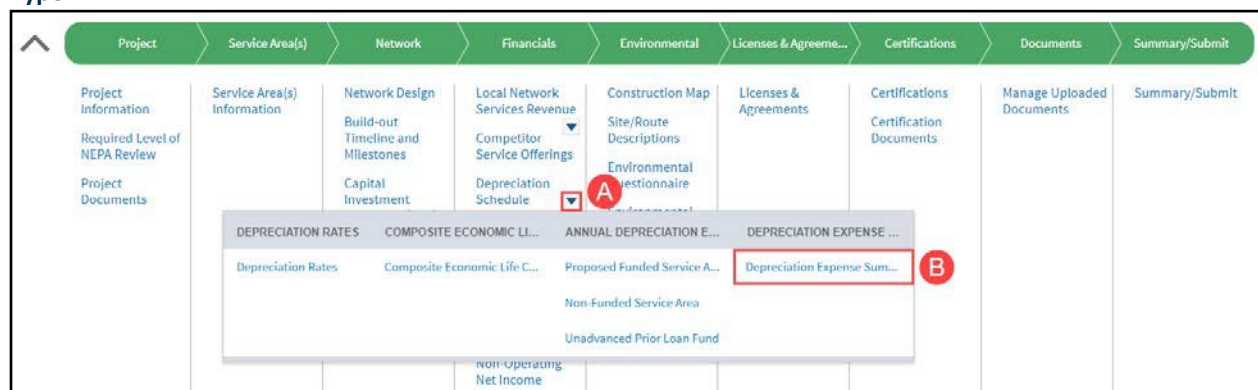 Project
Service Area(s)
Network
Financials
Environmental
Licenses & Agreeme...
Certifications
Documents
Summary/Submit
Project
Information
Required Level of
NEPA Review
Project
Documents
Service Area(s)
Information
Network Design
Build-out
Timeline and
Milestones
Capital
Investment
Local Network
Services Revenue
Competitor
Service Offerings
Depreciation
Schedule
A
Construction Map
Site/Route
Descriptions
Environmental
Questionnaire
Licenses &
Agreements
Certifications
Certification
Documents
Manage Uploaded
Documents
Summary/Submit
DEPRECIATION RATES
Depreciation Rates
COMPOSITE ECONOMIC LI...
Composite Economic Life C...
ANNUAL DEPRECIATION E...
Proposed Funded Service A...
Non-Funded Service Area
Unadvanced Prior Loan Fund
DEPRECIATION EXPENSE ...
Depreciation Expense Sum...
B
Non-Operating
Net Income